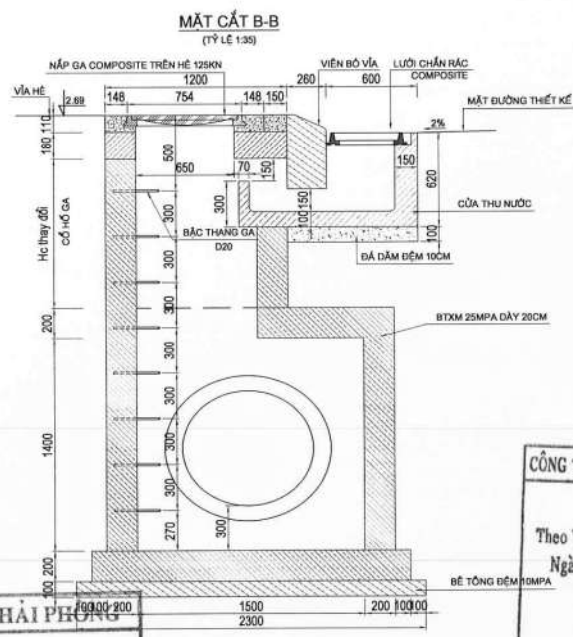 MẶT CẮT B-B
(TỶ LỆ 1:35)
NẮP GA COMPOSITE TRÊN HÈ 125KN
VIÊN BÓ VỈA
LƯỚI CHẮN RÁC
COMPOSITE
1200
260
600
VỈA HÈ
2.69
148
754
148
150
MẶT ĐƯỜNG THIẾT KẾ
2%
110
180
500
650
70
150
150
620
300
150
100
100
CỬA THU NƯỚC
Hc thay đổi
CỔ HỐ GA
300
BẬC THANG GA
D20
ĐÁ DĂM ĐỆM 10CM
300
300
200
BTXM 25MPA DÀY 20CM
300
300
1400
300
300
270
300
CÔNG
Theo
Ngà
200
100
BÊ TÔNG ĐỆM 10MPA
HẢI PHÒNG
100
100
200
1500
200
100
100
2300